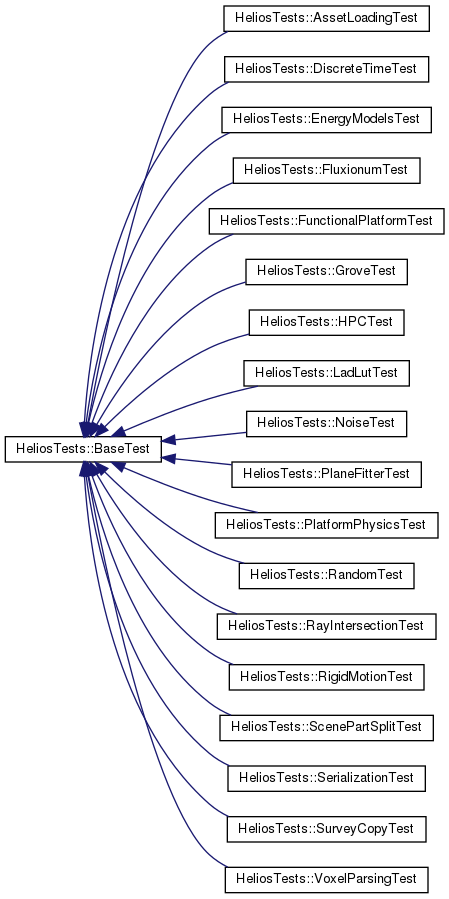 HeliosTests::AssetLoadingTest
HeliosTests::DiscreteTimeTest
HeliosTests::EnergyModelsTest
HeliosTests::FluxionumTest
HeliosTests::FunctionalPlatformTest
HeliosTests::GroveTest
HeliosTests::HPCTest
HeliosTests::LadLutTest
HeliosTests::NoiseTest
HeliosTests::BaseTest
HeliosTests::PlaneFitterTest
HeliosTests::PlatformPhysicsTest
HeliosTests::RandomTest
HeliosTests::RayIntersectionTest
HeliosTests::RigidMotionTest
HeliosTests::ScenePartSplitTest
HeliosTests::SerializationTest
HeliosTests::SurveyCopyTest
HeliosTests::VoxelParsingTest